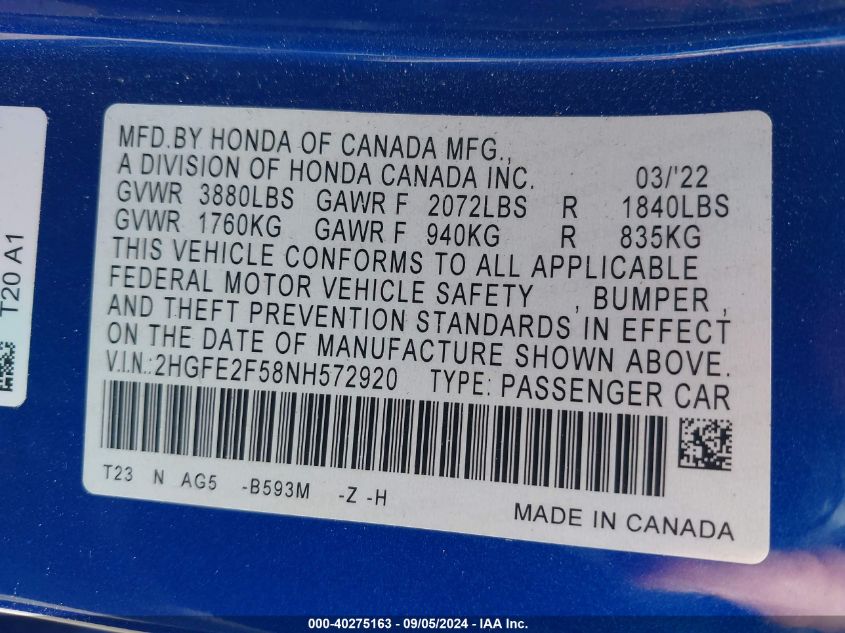 T20 A1
MFD.BY HONDA OF CANADA MFG.,
A DIVISION OF HONDA CANADA INC. 03/'22
GVWR 3880LBS GAWR F 2072LBS R 1840LBS
GVWR 1760KG GAWR F 940KG R 835KG
THIS VEHICLE CONFORMS TO ALL APPLICABLE
FEDERAL MOTOR VEHICLE SAFETY , BUMPER ,
AND THEFT PREVENTION STANDARDS IN EFFECT
ON THE DATE OF MANUFACTURE SHOWN ABOVE.
V.I.N.:2HGFE2F58NH572920 TYPE: PASSENGER CAR
T23 N AG5 -B593M -Z -H
MADE IN CANADA
000-40275163 - 09/05/2024 - IAA Inc.